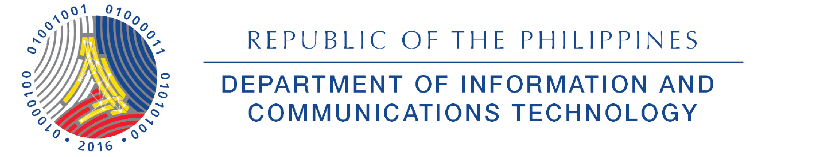 01000100 01001001 01000011 01010100
• 2016 •
REPUBLIC OF THE PHILIPPINES
DEPARTMENT OF INFORMATION AND
COMMUNICATIONS TECHNOLOGY